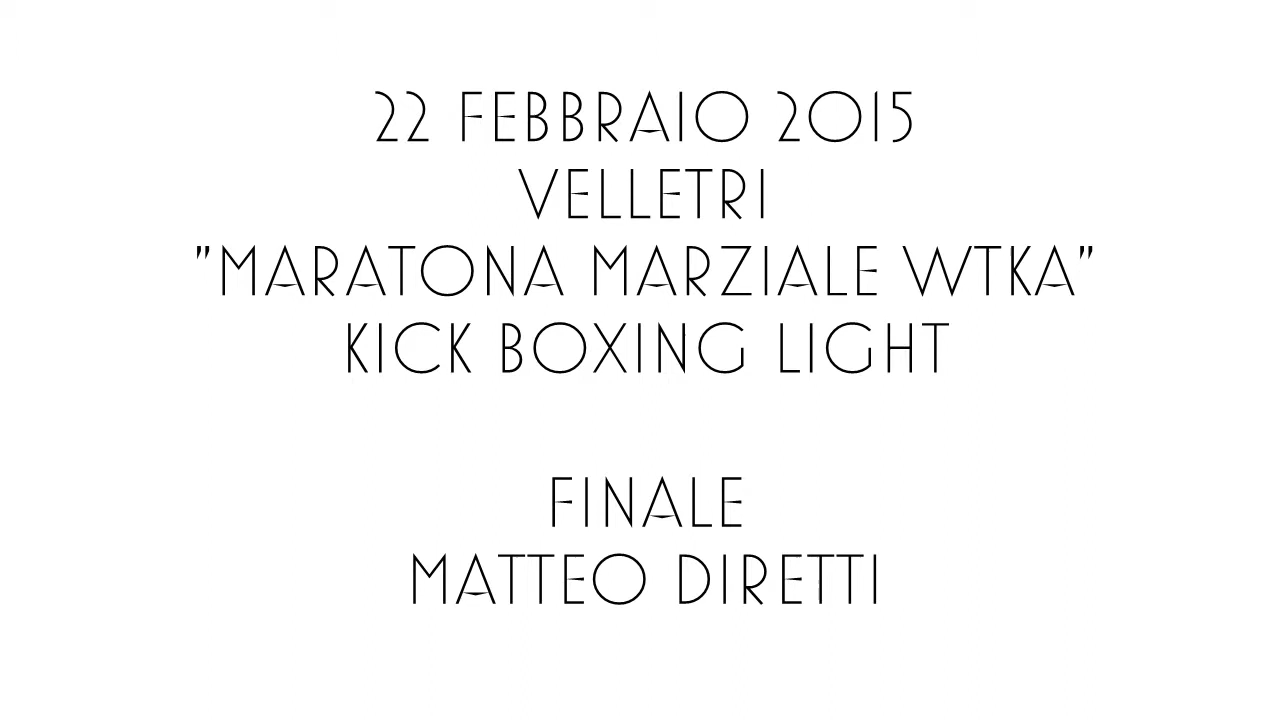 22 FEBBRAIO 2015
VELLETRI
"MARATONA MARZIALE WTKA"
KICK BOXING LIGHT
FINALE
MATTEO DIRETTI